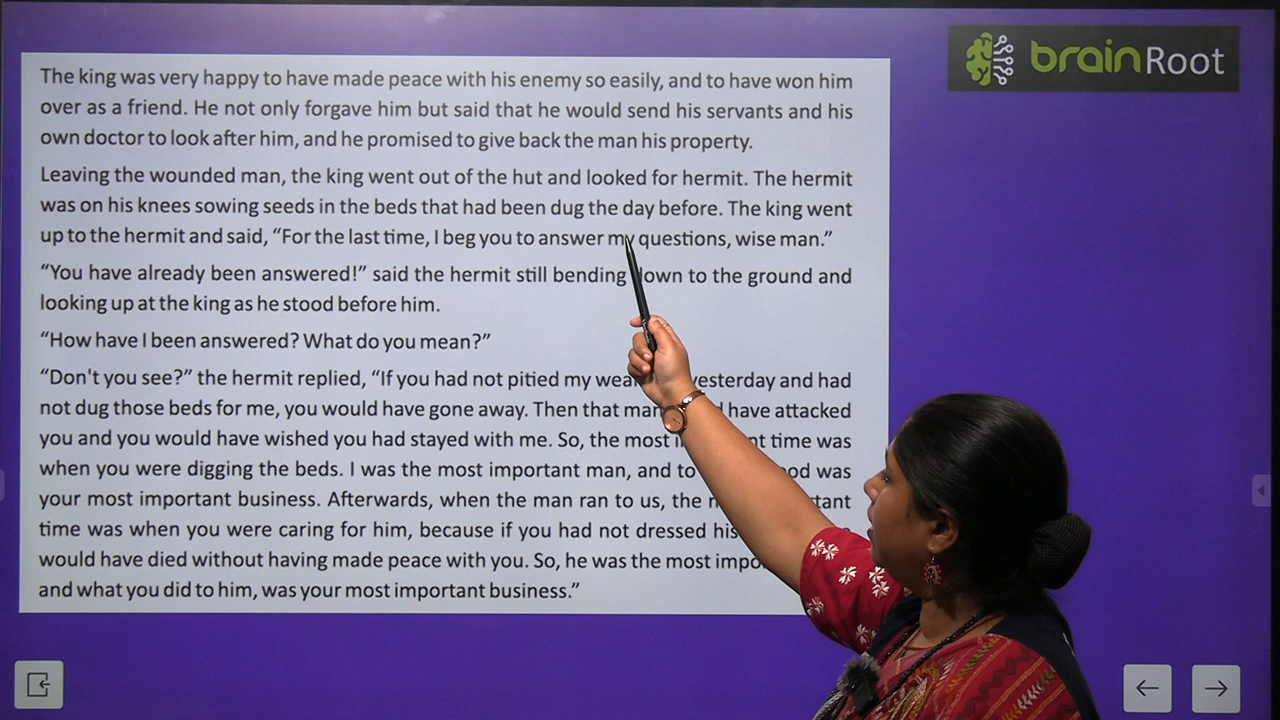 brainRoot
The king was very happy to have made peace with his enemy so easily, and to have won him
over as a friend. He not only forgave him but said that he would send his servants and his
own doctor to look after him, and he promised to give back the man his property.
Leaving the wounded man, the king went out of the hut and looked for hermit. The hermit
was on his knees sowing seeds in the beds that had been dug the day before. The king went
up to the hermit and said, “For the last time, I beg you to answer my questions, wise man.”
“You have already been answered!” said the hermit still bending down to the ground and
looking up at the king as he stood before him.
“How have I been answered? What do you mean?”
“Don't you see?” the hermit replied, “If you had not pitied my yesterday and had
not dug those beds for me, you would have gone away. Then that have attacked
you and you would have wished you had stayed with me. So, the most time was
when you were digging the beds. I was the most important man, and to was
your most important business. Afterwards, when the man ran to us, the
time was when you were caring for him, because if you had not dressed his
would have died without having made peace with you. So, he was the most
and what you did to him, was your most important business.”